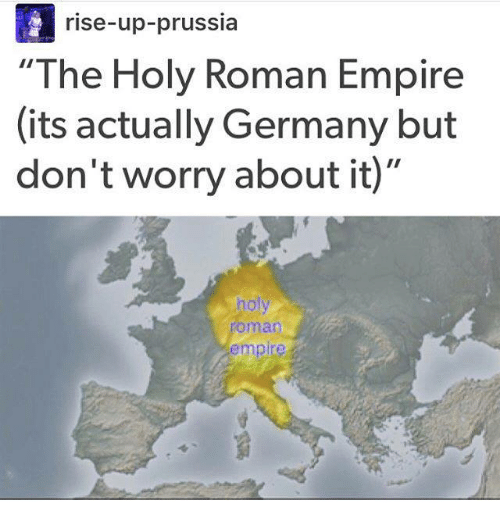 rise-up-prussia
"The Holy Roman Empire
(its actually Germany but
don't worry about it)"
holy
roman
empire